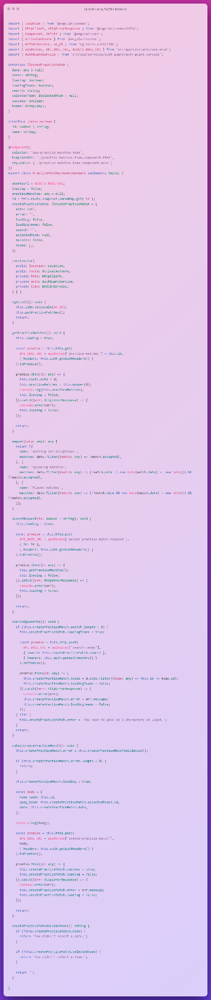 Uploaded using RayThis Extension
import { Location } from '@angular/common';
import { HttpClient, HttpErrorResponse } from '@angular/common/http';
import { Component, OnInit } from '@angular/core';
import { ActivatedRoute } from '@angular/router';
import { NzI18nService, en_US } from 'ng-zorro-antd/i18n';
import { apiRoutes, API_BASE_URL, ASSETS_BASE_URL } from 'src/app/constants/api.enum';
import { AuthGuardService } from 'src/app/services/auth-guard/auth-guard.service';

interface ICreatePracticeMatch {
  date: any | null;
  error: string;
  loading: boolean;
  loadingTeams: boolean;
  search: string;
  selectedTeam: ISelectedTeam | null;
  success: boolean;
  teams: Array<any>;
}

interface ISelectedTeam {
  id: number | string;
  name: string;
}

@Component({
  selector: 'app-practice-matches-team',
  templateUrl: './practice-matches-team.component.html',
  styleUrls: ['./practice-matches-team.component.scss']
})
export class PracticeMatchesTeamComponent implements OnInit {

  assetsUrl = ASSETS_BASE_URL;
  loading = false;
  practiceMatches: any = null;
  id = this.route.snapshot.paramMap.get('id');
  createPracticeMatch: ICreatePracticeMatch = {
    date: null,
    error: '',
    loading: false,
    loadingTeams: false,
    search: '',
    selectedTeam: null,
    success: false,
    teams: [],
  };

  constructor(
    public location: Location,
    public route: ActivatedRoute,
    private http: HttpClient,
    private auth: AuthGuardService,
    private i18n: NzI18nService,
  ) { }

  ngOnInit(): void {
    this.i18n.setLocale(en_US);
    this.getPracticeMatches();
    return;
  }

  getPracticeMatches(): void {
    this.loading = true;

    const promise = this.http.get(
      API_BASE_URL + apiRoutes['practice-matches'] + this.id,
      { headers: this.auth.getAuthHeaders() }
    ).toPromise();

    promise.then((d: any) => {
      this.route.data = d;
      this.practiceMatches = this.mapper(d);
      console.log(this.practiceMatches);
      this.loading = false;
    }).catch((err: HttpErrorResponse) => {
      console.error(err);
      this.loading = false;
    });

    return;
  }

  mapper(data: any): any {
    return [{
      name: 'Waiting for acceptance',
      matches: data.filter((match: any) => !match.accepted),
    }, {
      name: 'Upcoming matches',
      matches: data.filter((match: any) => (!match.date || new Date(match.date) >= new Date()) &&
!!match.accepted),
    }, {
      name: 'Played matches',
      matches: data.filter((match: any) => (!!match.date && new Date(match.date) < new Date()) &&
!!match.accepted),
    }];
  }

  acceptRequest(id: number | string): void {
    this.loading = true;

    const promise = this.http.put(
      API_BASE_URL + apiRoutes['accept-practice-match-request'],
      { id: id },
      { headers: this.auth.getAuthHeaders() }
    ).toPromise();

    promise.then((d: any) => {
      this.getPracticeMatches();
      this.loading = false;
    }).catch((err: HttpErrorResponse) => {
      console.error(err);
      this.loading = false;
    });

    return;
  }

  searchOpponents(): void {
    if (this.createPracticeMatch.search.length > 0) {
      this.createPracticeMatch.loadingTeams = true;

      const promise = this.http.post(
        API_BASE_URL + apiRoutes['search-teams'],
        { search: this.createPracticeMatch.search },
        { headers: this.auth.getAuthHeaders() }
      ).toPromise();

      promise.then((d: any) => {
        this.createPracticeMatch.teams = d.data.filter((team: any) => this.id != team.id);
        this.createPracticeMatch.loadingTeams = false;
      }).catch((err: HttpErrorResponse) => {
        console.error(err);
        this.createPracticeMatch.error = err.message;
        this.createPracticeMatch.loadingTeams = false;
      });
    } else {
      this.createPracticeMatch.error = `You need to give in 3 characters at least.`;
    }
    return;
  }

  submitCreatePracticeMatch(): void {
    this.createPracticeMatch.error = this.createPracticeMatchValidation();

    if (this.createPracticeMatch.error.length > 0) {
      return;
    }

    this.createPracticeMatch.loading = true;

    const body = {
      home_team: this.id,
      away_team: this.createPracticeMatch.selectedTeam?.id,
      date: this.createPracticeMatch.date,
    };

    console.log(body);

    const promise = this.http.post(
      API_BASE_URL + apiRoutes['create-practice-match'],
      body,
      { headers: this.auth.getAuthHeaders() }
    ).toPromise();

    promise.then((d: any) => {
      this.createPracticeMatch.success = true;
      this.createPracticeMatch.loading = false;
    }).catch((err: HttpErrorResponse) => {
      console.error(err);
      this.createPracticeMatch.error = err.message;
      this.createPracticeMatch.loading = false;
    });

    return;
  }

  createPracticeMatchValidation(): string {
    if (!this.createPracticeMatch.date) {
      return 'You didn\'t select a date.';
    }

    if (!this.createPracticeMatch.selectedTeam) {
      return 'You didn\'t select a team.';
    }

    return '';
  }

}